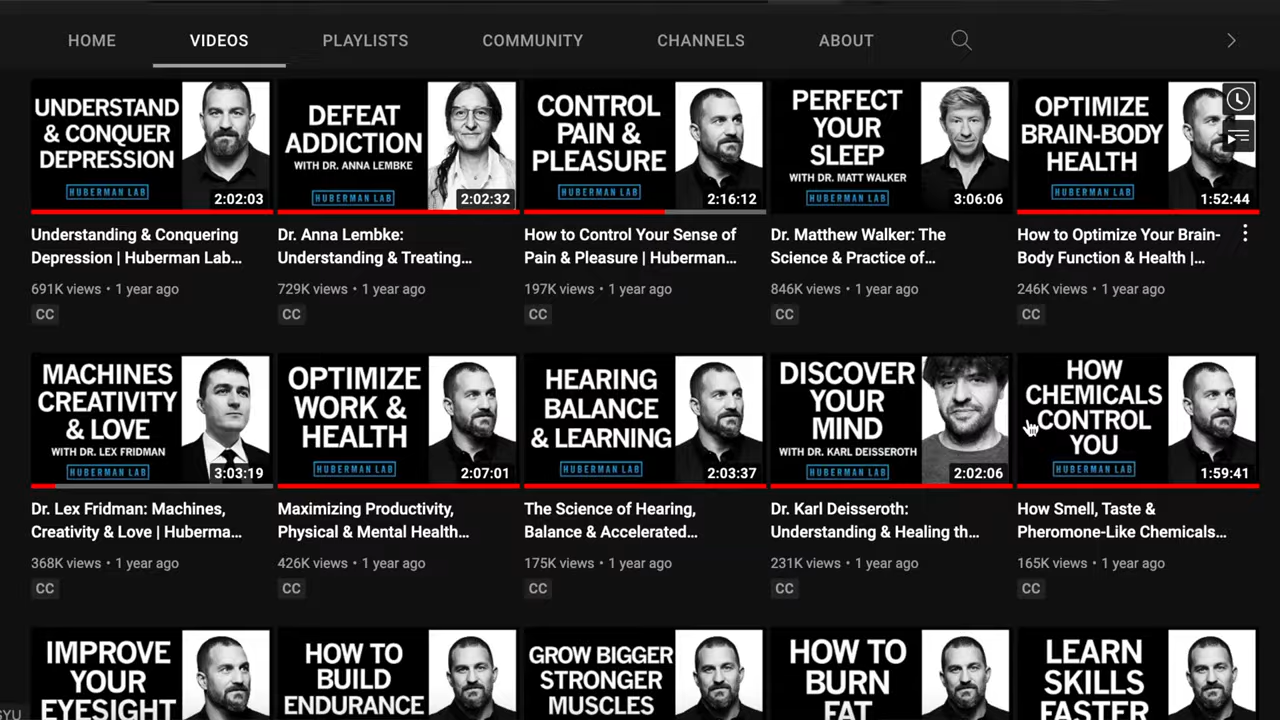 HOME VIDEOS PLAYLISTS COMMUNITY CHANNELS ABOUT
UNDERSTAND
& CONQUER
DEPRESSION
HUBERMAN LAB
2:02:03
DEFEAT
ADDICTION
WITH DR. ANNA LEMBKE
HUBERMAN LAB
2:02:32
CONTROL
PAIN &
PLEASURE
HUBERMAN LAB
2:16:12
PERFECT
YOUR
SLEEP
WITH DR. MATT WALKER
HUBERMAN LAB
3:06:06
OPTIMIZE
BRAIN-BODY
HEALTH
HUBERMAN LAB
1:52:44
Understanding & Conquering
Depression | Huberman Lab...
691K views • 1 year ago
CC
Dr. Anna Lembke:
Understanding & Treating...
729K views • 1 year ago
CC
How to Control Your Sense of
Pain & Pleasure | Huberman...
197K views • 1 year ago
CC
Dr. Matthew Walker: The
Science & Practice of...
846K views • 1 year ago
CC
How to Optimize Your Brain-
Body Function & Health |...
246K views • 1 year ago
CC
MACHINES
CREATIVITY
& LOVE
WITH DR. LEX FRIDMAN
HUBERMAN LAB
3:03:19
OPTIMIZE
WORK &
HEALTH
HUBERMAN LAB
2:07:01
HEARING
BALANCE
& LEARNING
HUBERMAN LAB
2:03:37
DISCOVER
YOUR
MIND
WITH DR. KARL DEISSEROTH
HUBERMAN LAB
2:02:06
HOW
CHEMICALS
CONTROL
YOU
HUBERMAN LAB
1:59:41
Dr. Lex Fridman: Machines,
Creativity & Love | Huberma...
368K views • 1 year ago
CC
Maximizing Productivity,
Physical & Mental Health...
426K views • 1 year ago
CC
The Science of Hearing,
Balance & Accelerated...
175K views • 1 year ago
CC
Dr. Karl Deisseroth:
Understanding & Healing th...
231K views • 1 year ago
CC
How Smell, Taste &
Pheromone-Like Chemicals...
165K views • 1 year ago
CC
IMPROVE
YOUR
EYESIGHT
HOW TO
BUILD
ENDURANCE
GROW BIGGER
STRONGER
MUSCLES
HOW TO
BURN
FAT
LEARN
SKILLS
FASTER